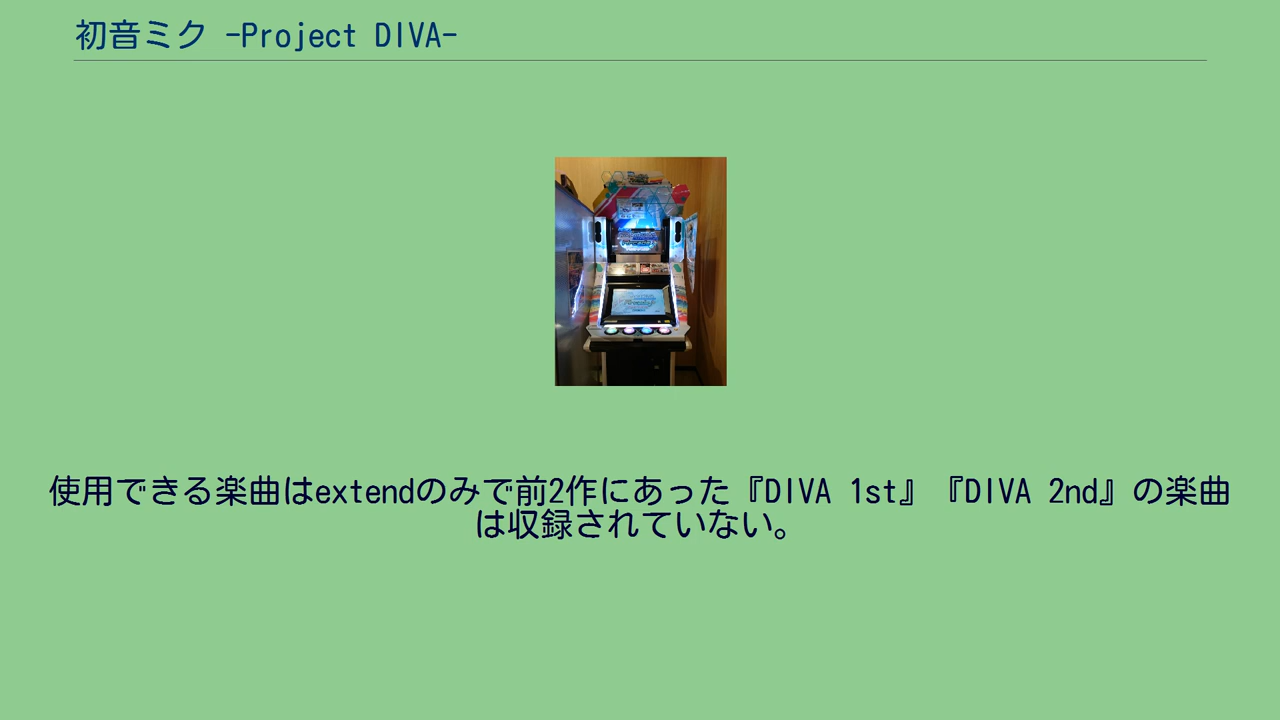 初音ミク -Project DIVA-
使用できる楽曲はextendのみで前2作にあった『DIVA 1st』『DIVA 2nd』の楽曲
は収録されていない。